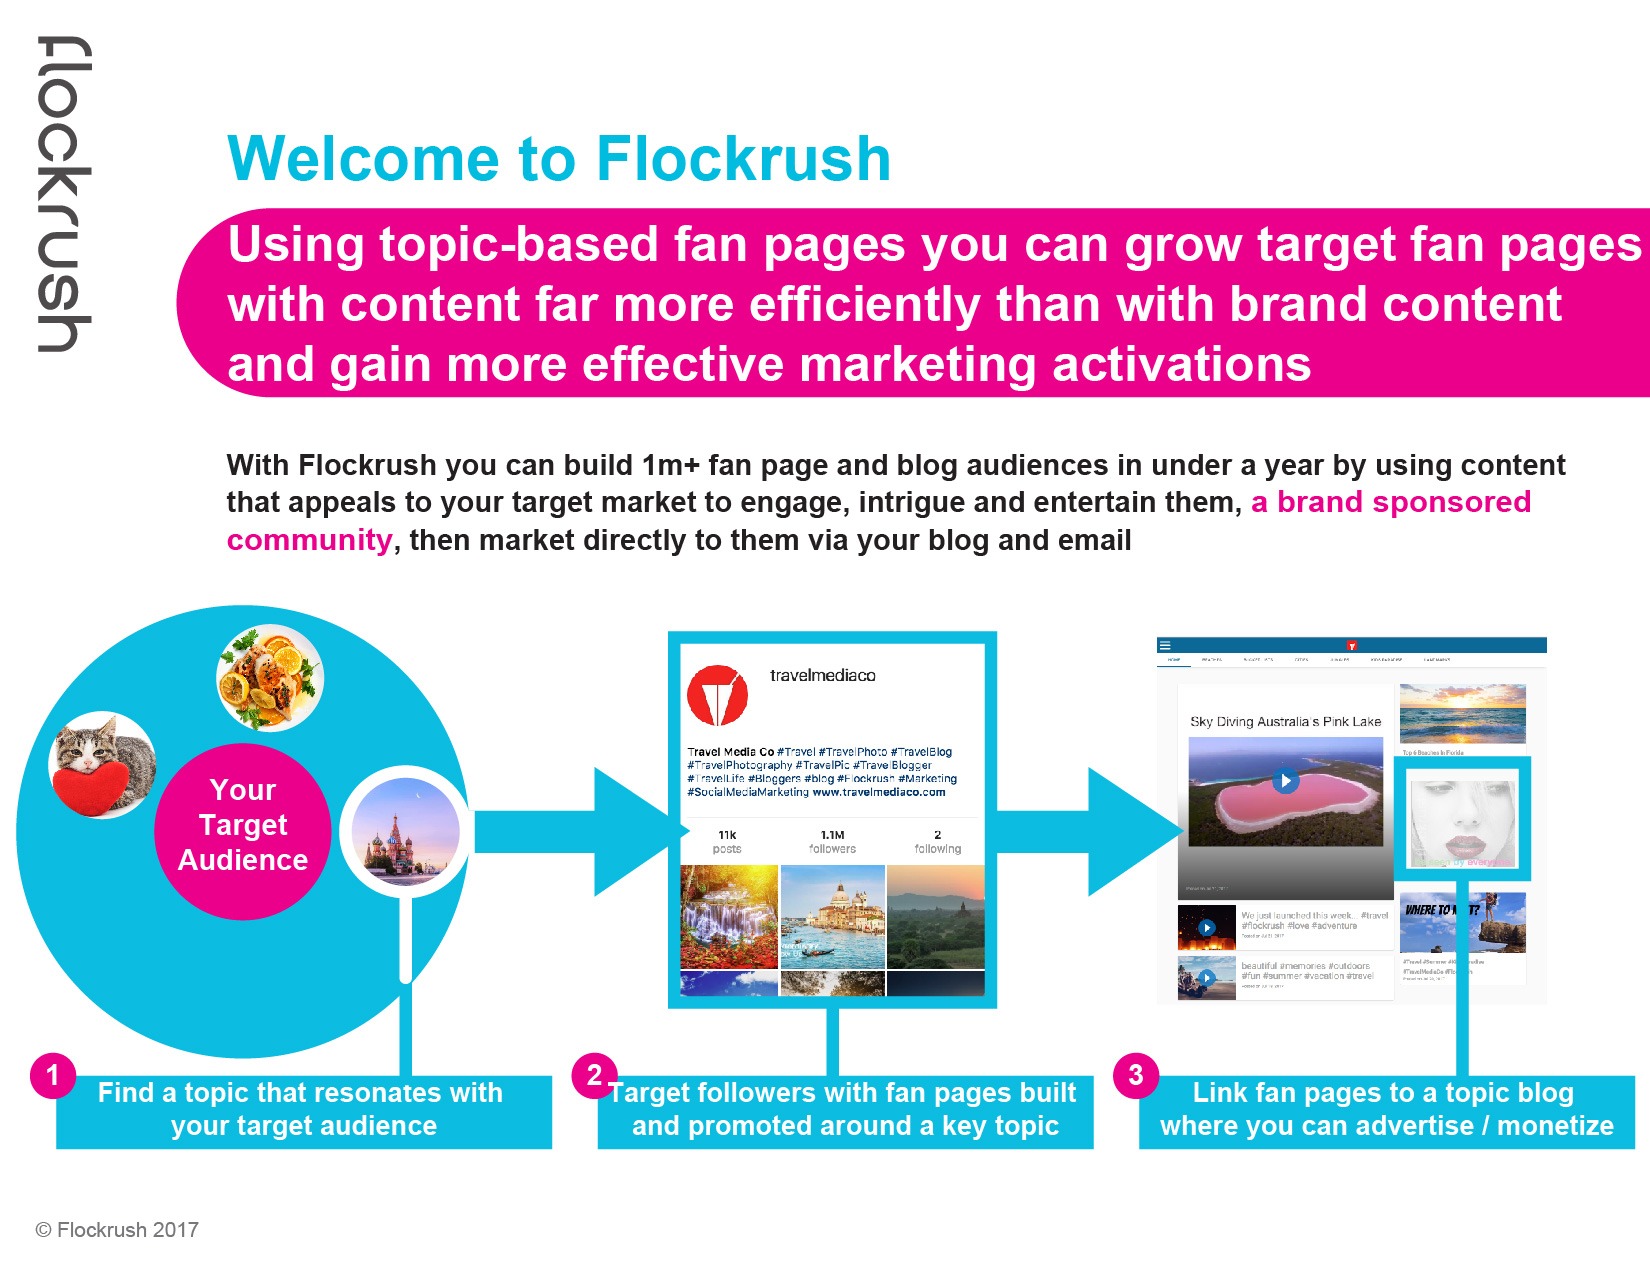 flockrush
Welcome to Flockrush
Using topic-based fan pages you can grow target fan pages
with content far more efficiently than with brand content
and gain more effective marketing activations
With Flockrush you can build 1m+ fan page and blog audiences in under a year by using content
that appeals to your target market to engage, intrigue and entertain them, a brand sponsored
community, then market directly to them via your blog and email
Your
Target
Audience
travelmediaco
Travel Media Co #Travel #TravelPhoto #TravelBlog
#TravelPhotography #TravelPic #TravelBlogger
#TravelLife #Bloggers #blog #Flockrush #Marketing
#SocialMediaMarketing www.travelmediaco.com
11k 1.1M 2
posts followers following
HOME
Sky Diving Australia's Pink Lake
Top 6 Beaches In Florida
by everyone
WHERE TO
We just launched this week... #travel
#flockrush #love #adventure
beautiful #memories #outdoors
#fun #summer #vacation #travel
1
Find a topic that resonates with
your target audience
2
Target followers with fan pages built
and promoted around a key topic
3
Link fan pages to a topic blog
where you can advertise / monetize
© Flockrush 2017